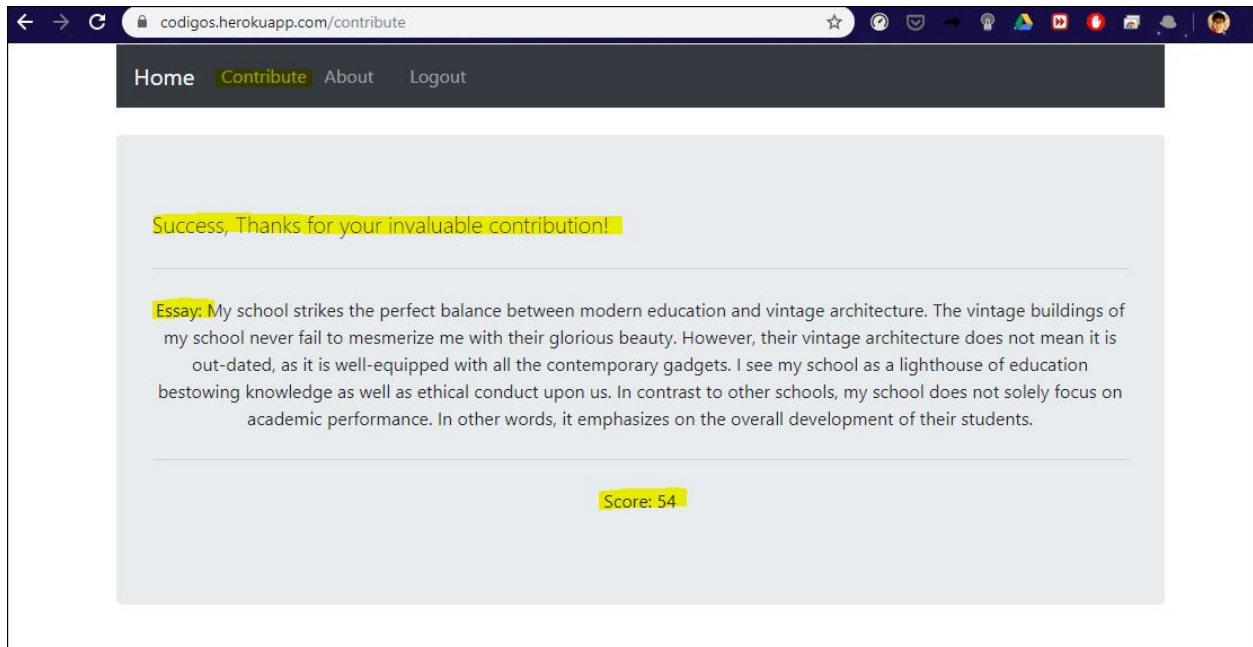 codigos.herokuapp.com/contribute
Home Contribute About Logout
Success, Thanks for your invaluable contribution!
Essay: My school strikes the perfect balance between modern education and vintage architecture. The vintage buildings of
my school never fail to mesmerize me with their glorious beauty. However, their vintage architecture does not mean it is
out-dated, as it is well-equipped with all the contemporary gadgets. I see my school as a lighthouse of education
bestowing knowledge as well as ethical conduct upon us. In contrast to other schools, my school does not solely focus on
academic performance. In other words, it emphasizes on the overall development of their students.
Score: 54